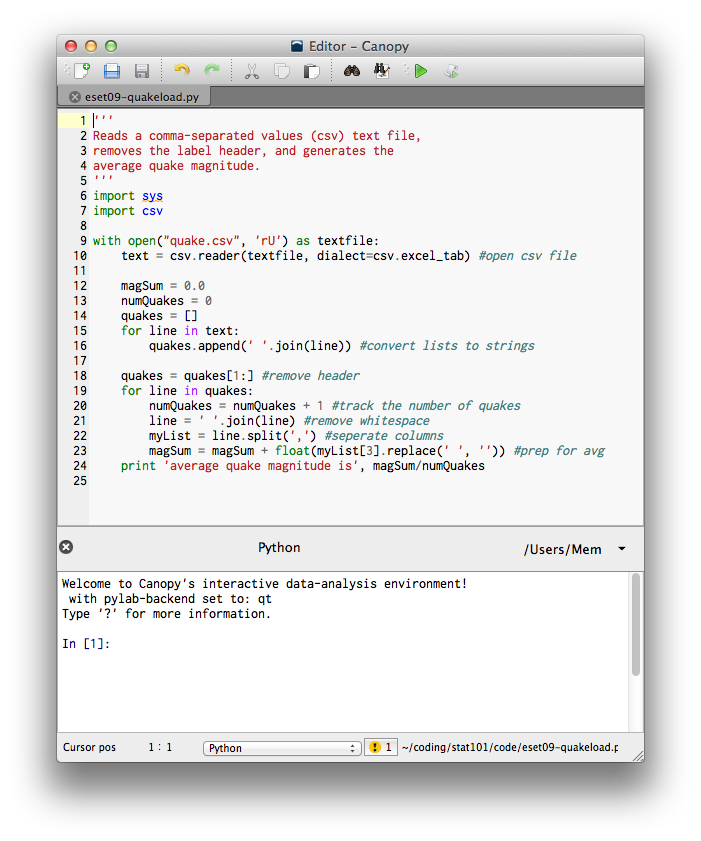 Editor – Canopy
eset09-quakeload.py
1 '''
2 Reads a comma-separated values (csv) text file,
3 removes the label header, and generates the
4 average quake magnitude.
5 '''
6 import sys
7 import csv
8
9 with open("quake.csv", 'rU') as textfile:
10     text = csv.reader(textfile, dialect=csv.excel_tab) #open csv file
11
12     magSum = 0.0
13     numQuakes = 0
14     quakes = []
15     for line in text:
16         quakes.append(' '.join(line)) #convert lists to strings
17
18     quakes = quakes[1:] #remove header
19     for line in quakes:
20         numQuakes = numQuakes + 1 #track the number of quakes
21         line = ' '.join(line) #remove whitespace
22         myList = line.split(',') #seperate columns
23         magSum = magSum + float(myList[3].replace(' ', '')) #prep for avg
24     print 'average quake magnitude is', magSum/numQuakes
25
Python /Users/Mem
Welcome to Canopy's interactive data-analysis environment!
 with pylab-backend set to: qt
Type '?' for more information.
In [1]:
Cursor pos 1 : 1 Python 1 ~/coding/stat101/code/eset09-quakeload.p